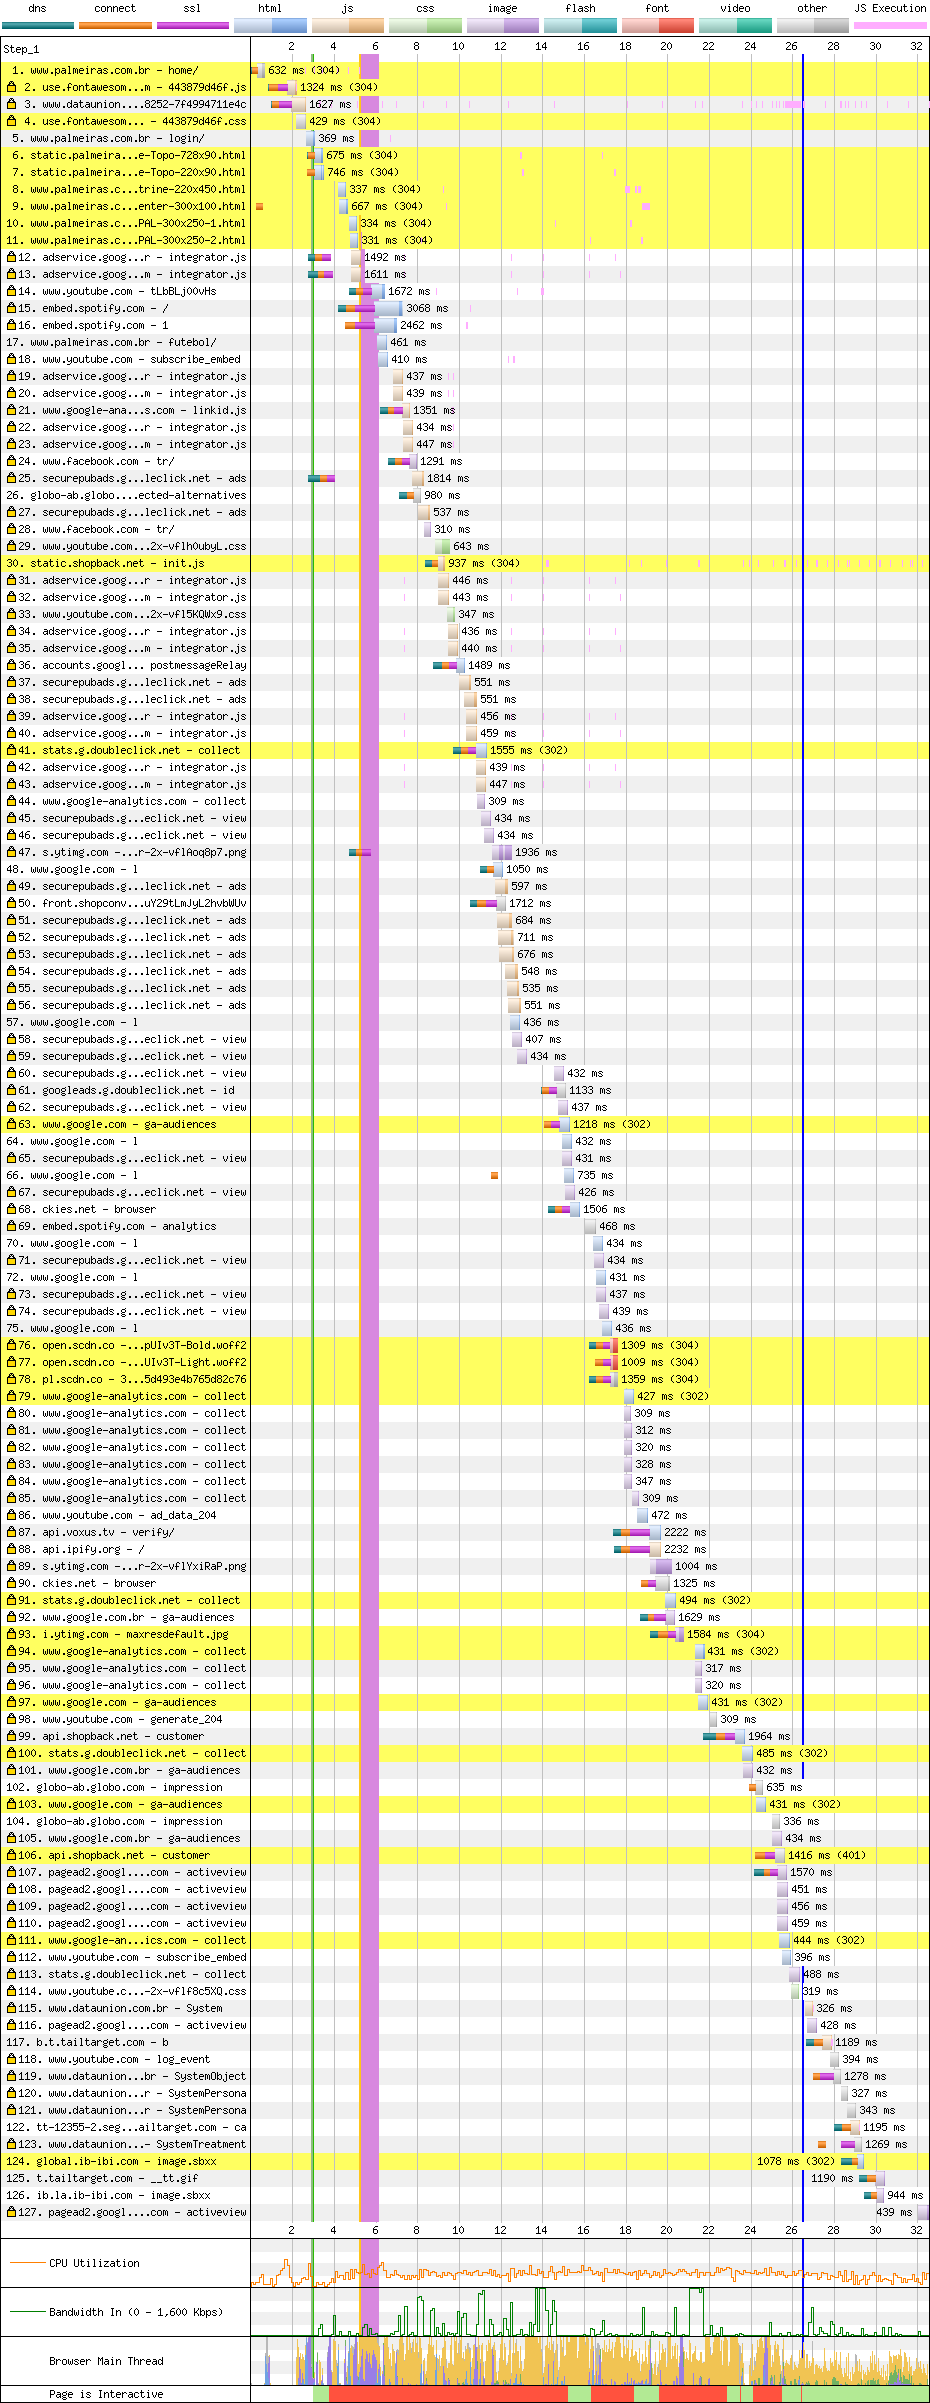 dns connect ssl html js css image flash font video other JS Execution
Step_1 2 4 6 8 10 12 14 16 18 20 22 24 26 28 30 32
1. www.palmeiras.com.br - home/ 632 ms (304)
2. use.fontawesom...m - 443879d46f.js 1324 ms (304)
3. www.dataunion....8252-7f4994711e4c 1627 ms
4. use.fontawesom... - 443879d46f.css 429 ms (304)
5. www.palmeiras.com.br - login/ 369 ms
6. static.palmeira...e-Topo-728x90.html 675 ms (304)
7. static.palmeira...e-Topo-220x90.html 746 ms (304)
8. www.palmeiras.c...trine-220x450.html 337 ms (304)
9. www.palmeiras.c...enter-300x100.html 667 ms (304)
10. www.palmeiras.c...PAL-300x250-1.html 334 ms (304)
11. www.palmeiras.c...PAL-300x250-2.html 331 ms (304)
12. adservice.goog...r - integrator.js 1492 ms
13. adservice.goog...m - integrator.js 1611 ms
14. www.youtube.com - tLbBLj00vHs 1672 ms
15. embed.spotify.com - / 3068 ms
16. embed.spotify.com - 1 2462 ms
17. www.palmeiras.com.br - futebol/ 461 ms
18. www.youtube.com - subscribe_embed 410 ms
19. adservice.goog...r - integrator.js 437 ms
20. adservice.goog...m - integrator.js 439 ms
21. www.google-ana...s.com - linkid.js 1351 ms
22. adservice.goog...r - integrator.js 434 ms
23. adservice.goog...m - integrator.js 447 ms
24. www.facebook.com - tr/ 1291 ms
25. securepubads.g...leclick.net - ads 1814 ms
26. globo-ab.globo....ected-alternatives 980 ms
27. securepubads.g...leclick.net - ads 537 ms
28. www.facebook.com - tr/ 310 ms
29. www.youtube.com...2x-vflh0ubyL.css 643 ms
30. static.shopback.net - init.js 937 ms (304)
31. adservice.goog...r - integrator.js 446 ms
32. adservice.goog...m - integrator.js 443 ms
33. www.youtube.com...2x-vfl5KQWx9.css 347 ms
34. adservice.goog...r - integrator.js 436 ms
35. adservice.goog...m - integrator.js 440 ms
36. accounts.googl... postmessageRelay 1489 ms
37. securepubads.g...leclick.net - ads 551 ms
38. securepubads.g...leclick.net - ads 551 ms
39. adservice.goog...r - integrator.js 456 ms
40. adservice.goog...m - integrator.js 459 ms
41. stats.g.doubleclick.net - collect 1555 ms (302)
42. adservice.goog...r - integrator.js 439 ms
43. adservice.goog...m - integrator.js 447 ms
44. www.google-analytics.com - collect 309 ms
45. securepubads.g...eclick.net - view 434 ms
46. securepubads.g...eclick.net - view 434 ms
47. s.ytimg.com -...r-2x-vflAoq8p7.png 1936 ms
48. www.google.com - l 1050 ms
49. securepubads.g...leclick.net - ads 597 ms
50. front.shopconv...uY29tLmJyL2hvbWUv 1712 ms
51. securepubads.g...leclick.net - ads 684 ms
52. securepubads.g...leclick.net - ads 711 ms
53. securepubads.g...leclick.net - ads 676 ms
54. securepubads.g...leclick.net - ads 548 ms
55. securepubads.g...leclick.net - ads 535 ms
56. securepubads.g...leclick.net - ads 551 ms
57. www.google.com - l 436 ms
58. securepubads.g...eclick.net - view 407 ms
59. securepubads.g...eclick.net - view 434 ms
60. securepubads.g...eclick.net - view 432 ms
61. googleads.g.doubleclick.net - id 1133 ms
62. securepubads.g...eclick.net - view 437 ms
63. www.google.com - ga-audiences 1218 ms (302)
64. www.google.com - l 432 ms
65. securepubads.g...eclick.net - view 431 ms
66. www.google.com - l 735 ms
67. securepubads.g...eclick.net - view 426 ms
68. ckies.net - browser 1506 ms
69. embed.spotify.com - analytics 468 ms
70. www.google.com - l 434 ms
71. securepubads.g...eclick.net - view 434 ms
72. www.google.com - l 431 ms
73. securepubads.g...eclick.net - view 437 ms
74. securepubads.g...eclick.net - view 439 ms
75. www.google.com - l 436 ms
76. open.scdn.co -...pUIv3T-Bold.woff2 1309 ms (304)
77. open.scdn.co -...UIv3T-Light.woff2 1009 ms (304)
78. pl.scdn.co - 3...5d493e4b765d82c76 1359 ms (304)
79. www.google-analytics.com - collect 427 ms (302)
80. www.google-analytics.com - collect 309 ms
81. www.google-analytics.com - collect 312 ms
82. www.google-analytics.com - collect 320 ms
83. www.google-analytics.com - collect 328 ms
84. www.google-analytics.com - collect 347 ms
85. www.google-analytics.com - collect 309 ms
86. www.youtube.com - ad_data_204 472 ms
87. api.voxus.tv - verify/ 2222 ms
88. api.ipify.org - / 2232 ms
89. s.ytimg.com -...r-2x-vflYxiRaP.png 1004 ms
90. ckies.net - browser 1325 ms
91. stats.g.doubleclick.net - collect 494 ms (302)
92. www.google.com.br - ga-audiences 1629 ms
93. i.ytimg.com - maxresdefault.jpg 1584 ms (304)
94. www.google-analytics.com - collect 431 ms (302)
95. www.google-analytics.com - collect 317 ms
96. www.google-analytics.com - collect 320 ms
97. www.google.com - ga-audiences 431 ms (302)
98. www.youtube.com - generate_204 309 ms
99. api.shopback.net - customer 1964 ms
100. stats.g.doubleclick.net - collect 485 ms (302)
101. www.google.com.br - ga-audiences 432 ms
102. globo-ab.globo.com - impression 635 ms
103. www.google.com - ga-audiences 431 ms (302)
104. globo-ab.globo.com - impression 336 ms
105. www.google.com.br - ga-audiences 434 ms
106. api.shopback.net - customer 1416 ms (401)
107. pagead2.googl....com - activeview 1570 ms
108. pagead2.googl....com - activeview 451 ms
109. pagead2.googl....com - activeview 456 ms
110. pagead2.googl....com - activeview 459 ms
111. www.google-an...ics.com - collect 444 ms (302)
112. www.youtube.com - subscribe_embed 396 ms
113. stats.g.doubleclick.net - collect 488 ms
114. www.youtube.c...-2x-vflf8c5XQ.css 319 ms
115. www.dataunion.com.br - System 326 ms
116. pagead2.googl....com - activeview 428 ms
117. b.t.tailtarget.com - b 1189 ms
118. www.youtube.com - log_event 394 ms
119. www.dataunion...br - SystemObject 1278 ms
120. www.dataunion...r - SystemPersona 327 ms
121. www.dataunion...r - SystemPersona 343 ms
122. tt-12355-2.seg...ailtarget.com - ca 1195 ms
123. www.dataunion...- SystemTreatment 1269 ms
124. global.ib-ibi.com - image.sbxx 1078 ms (302)
125. t.tailtarget.com - __tt.gif 1190 ms
126. ib.la.ib-ibi.com - image.sbxx 944 ms
127. pagead2.googl....com - activeview 439 ms
2 4 6 8 10 12 14 16 18 20 22 24 26 28 30 32
CPU Utilization
Bandwidth In (0 - 1,600 Kbps)
Browser Main Thread
Page is Interactive